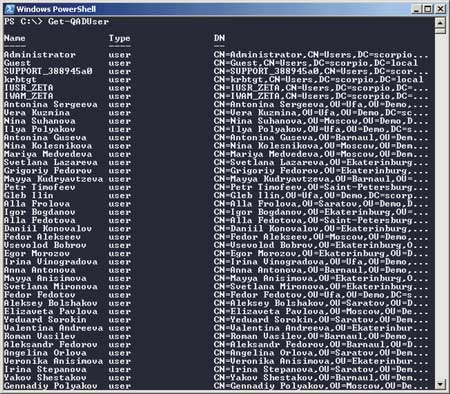 Windows PowerShell
PS C:\> Get-QADUser
Name Type DN
---- ---- --
Administrator user CN=Administrator,CN=Users,DC=scorpio...
Guest user CN=Guest,CN=Users,DC=scorpio,DC=local
SUPPORT_388945a0 user CN=SUPPORT_388945a0,CN=Users,DC=scor...
krbtgt user CN=krbtgt,CN=Users,DC=scorpio,DC=local
IUSR_ZETA user CN=IUSR_ZETA,CN=Users,DC=scorpio,DC=...
IWAM_ZETA user CN=IWAM_ZETA,CN=Users,DC=scorpio,DC=...
Antonina Sergeeva user CN=Antonina Sergeeva,OU=Ufa,OU=Demo,...
Vera Kuzmina user CN=Vera Kuzmina,OU=Ufa,OU=Demo,DC=s...
Nina Suhanova user CN=Nina Suhanova,OU=Moscow,OU=Demo,D...
Ilya Polyakov user CN=Ilya Polyakov,OU=Ufa,OU=Demo,DC=s...
Antonina Guseva user CN=Antonina Guseva,OU=Barnaul,OU=Dem...
Nina Kolesnikova user CN=Nina Kolesnikova,OU=Moscow,OU=Dem...
Mariya Medvedeva user CN=Mariya Medvedeva,OU=Moscow,OU=Dem...
Svetlana Lazareva user CN=Svetlana Lazareva,OU=Ekaterinburg...
Grigoriy Fedorov user CN=Grigoriy Fedorov,OU=Ekaterinburg,...
Mayya Kudryavtzeva user CN=Mayya Kudryavtzeva,OU=Barnaul,OU=...
Petr Timofeev user CN=Petr Timofeev,OU=Saint-Petersburg...
Gleb Ilin user CN=Gleb Ilin,OU=Ufa,OU=Demo,DC=scorp...
Alla Frolova user CN=Alla Frolova,OU=Saratov,OU=Demo,D...
Igor Bogdanov user CN=Igor Bogdanov,OU=Ekaterinburg,OU=...
Alla Fedotova user CN=Alla Fedotova,OU=Saint-Petersburg...
Daniil Konovalov user CN=Daniil Konovalov,OU=Ekaterinburg,...
Fedor Alekseev user CN=Fedor Alekseev,OU=Moscow,OU=Demo,...
Vsevolod Bobrov user CN=Vsevolod Bobrov,OU=Ekaterinburg,O...
Egor Morozov user CN=Egor Morozov,OU=Ekaterinburg,OU=D...
Irina Vinogradova user CN=Irina Vinogradova,OU=Ufa,OU=Demo,...
Anna Antonova user CN=Anna Antonova,OU=Barnaul,OU=Demo,...
Mayya Anisimova user CN=Mayya Anisimova,OU=Ekaterinburg,O...
Svetlana Mironova user CN=Svetlana Mironova,OU=Ekaterinburg...
Fedor Fedotov user CN=Fedor Fedotov,OU=Ufa,OU=Demo,DC=s...
Aleksey Bolshakov user CN=Aleksey Bolshakov,OU=Saratov,OU=D...
Elizaveta Pavlova user CN=Elizaveta Pavlova,OU=Moscow,OU=De...
Yeduard Sorokin user CN=Yeduard Sorokin,OU=Saratov,OU=Dem...
Valentina Andreeva user CN=Valentina Andreeva,OU=Ekaterinbur...
Roman Vasilev user CN=Roman Vasilev,OU=Barnaul,OU=Demo,...
Aleksandr Fedorov user CN=Aleksandr Fedorov,OU=Barnaul,OU=D...
Angelina Orlova user CN=Angelina Orlova,OU=Saratov,OU=Dem...
Veronika Anisimova user CN=Veronika Anisimova,OU=Ekaterinbur...
Irina Stepanova user CN=Irina Stepanova,OU=Saratov,OU=Dem...
Yakov Shestakov user CN=Yakov Shestakov,OU=Barnaul,OU=Dem...
Gennadiy Polyakov user CN=Gennadiy Polyakov,OU=Moscow,OU=De...